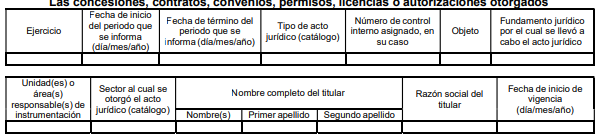 Las concesiones, contratos, convenios, permisos, licencias o autorizaciones otorgados
Ejercicio
Fecha de inicio
del periodo que
se informa
(día/mes/año)
Fecha de término del
periodo que se informa
(día/mes/año)
Tipo de acto
jurídico (catálogo)
Número de control
interno asignado, en
su caso
Objeto
Fundamento jurídico
por el cual se llevó a
cabo el acto jurídico
Unidad(es) o
área(s)
responsable(s) de
instrumentación
Sector al cual se
otorgó el acto
jurídico (catálogo)
Nombre completo del titular
Nombre(s)
Primer apellido
Segundo apellido
Razón social del
titular
Fecha de inicio de
vigencia
(día/mes/año)